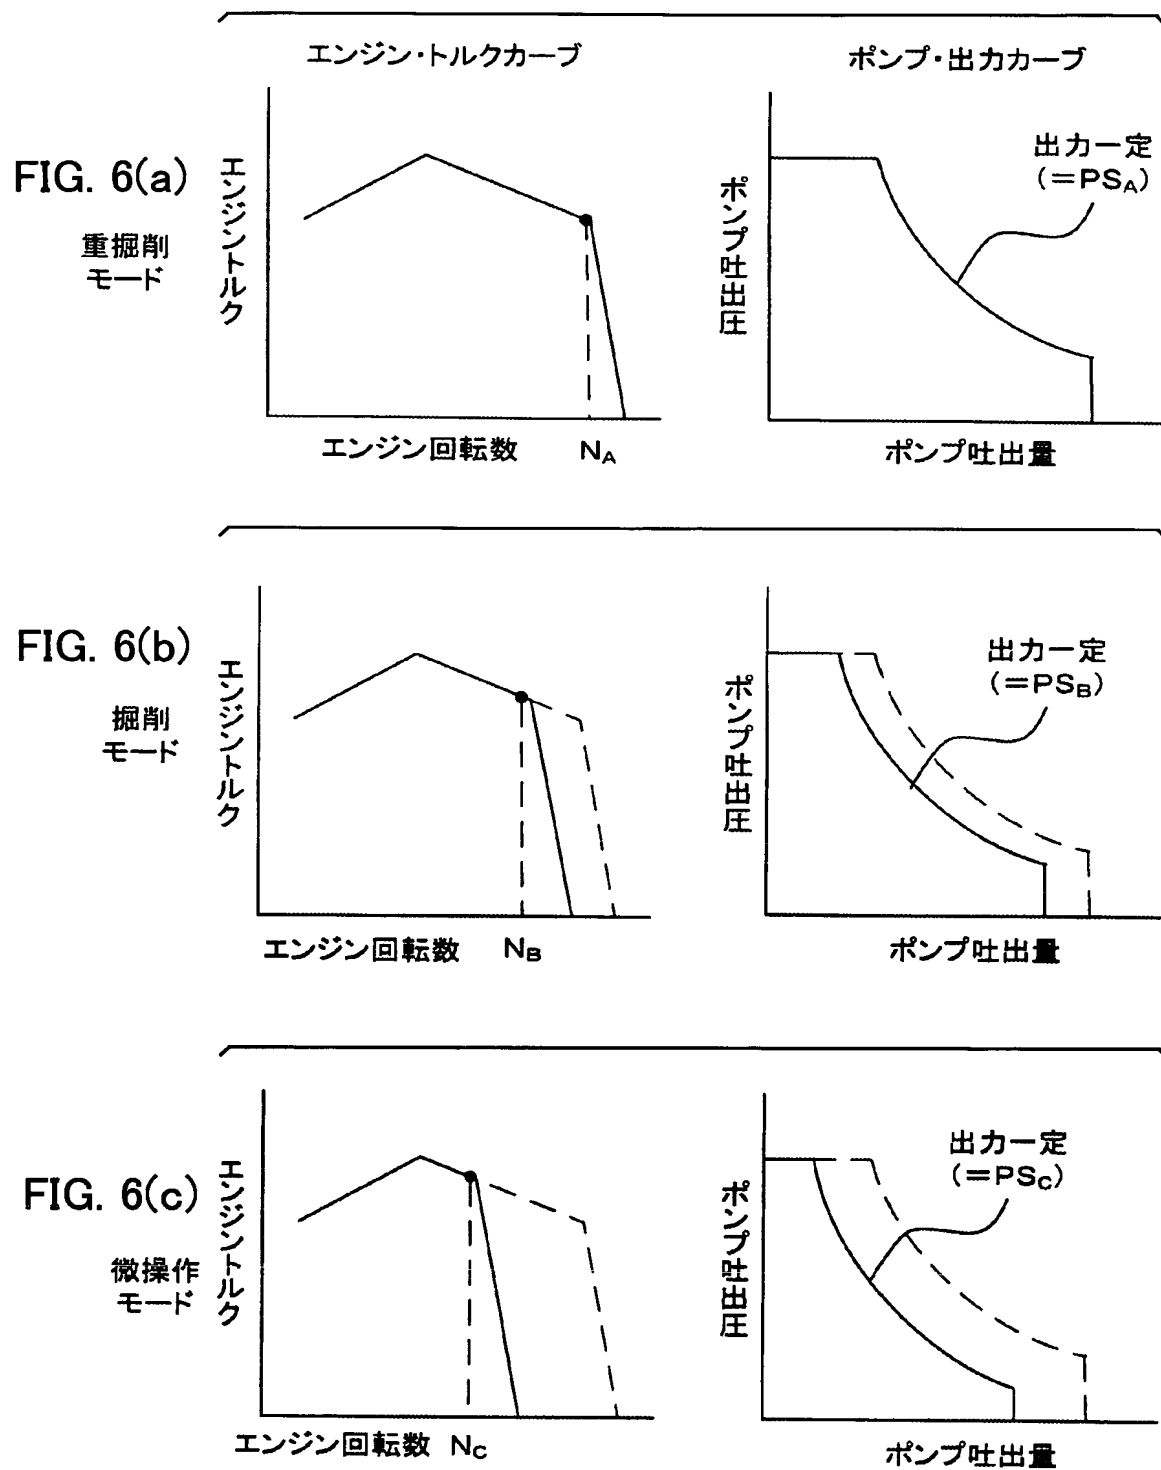 エンジン・トルクカーブ
ポンプ・出力カーブ
FIG. 6(a)
重掘削
モード
エンジントルク
エンジン回転数 NA
ポンプ吐出圧
出力一定
(=PSA)
ポンプ吐出量
FIG. 6(b)
掘削
モード
エンジントルク
エンジン回転数 NB
ポンプ吐出圧
出力一定
(=PSB)
ポンプ吐出量
FIG. 6(c)
微操作
モード
エンジントルク
エンジン回転数 NC
ポンプ吐出圧
出力一定
(=PSC)
ポンプ吐出量